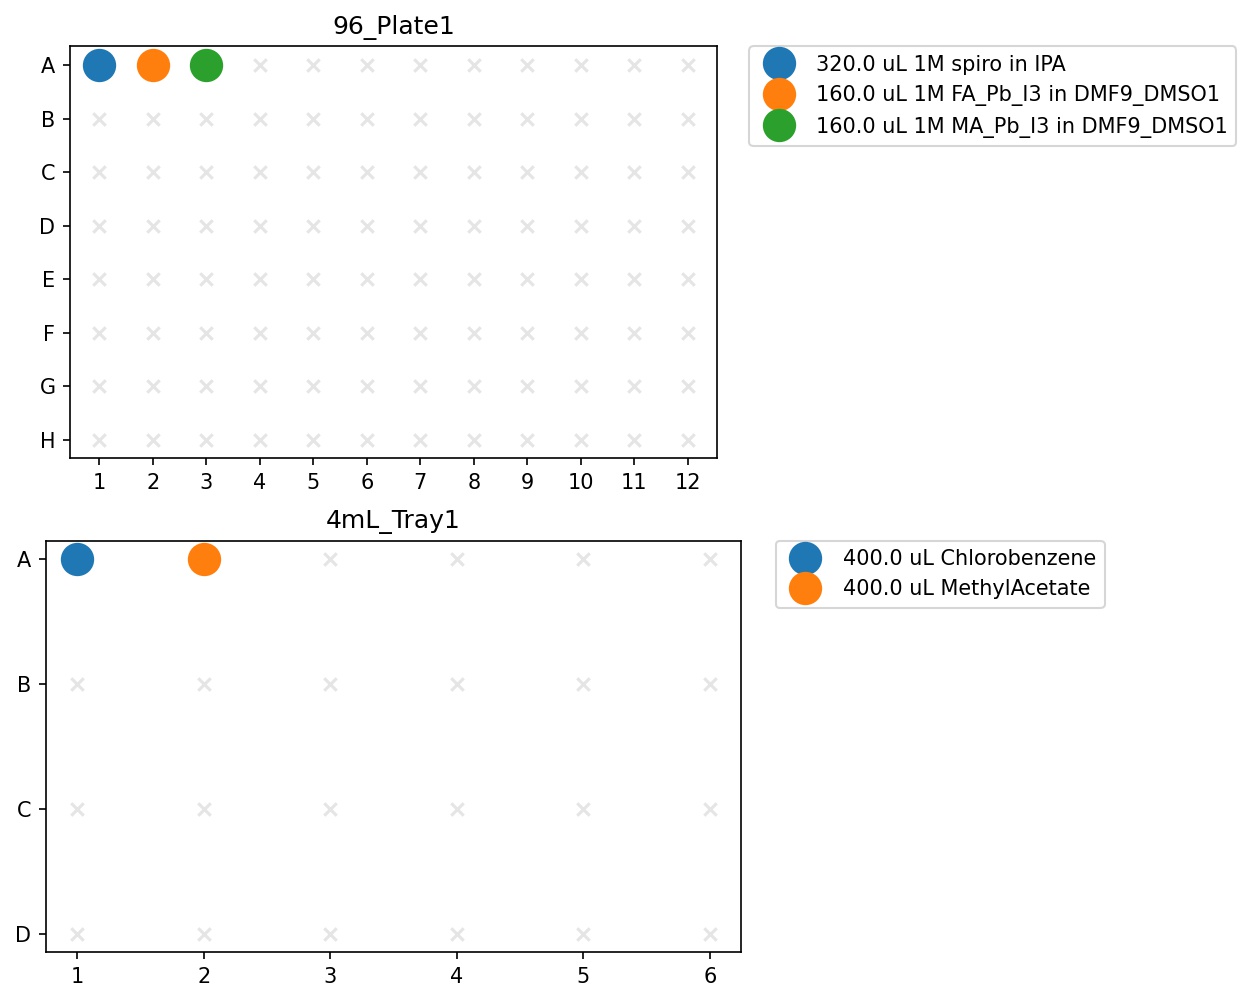 96_Plate1
A
B
C
D
E
F
G
H
1 2 3 4 5 6 7 8 9 10 11 12
320.0 uL 1M spiro in IPA
160.0 uL 1M FA_Pb_I3 in DMF9_DMSO1
160.0 uL 1M MA_Pb_I3 in DMF9_DMSO1
4mL_Tray1
A
B
C
D
1 2 3 4 5 6
400.0 uL Chlorobenzene
400.0 uL MethylAcetate